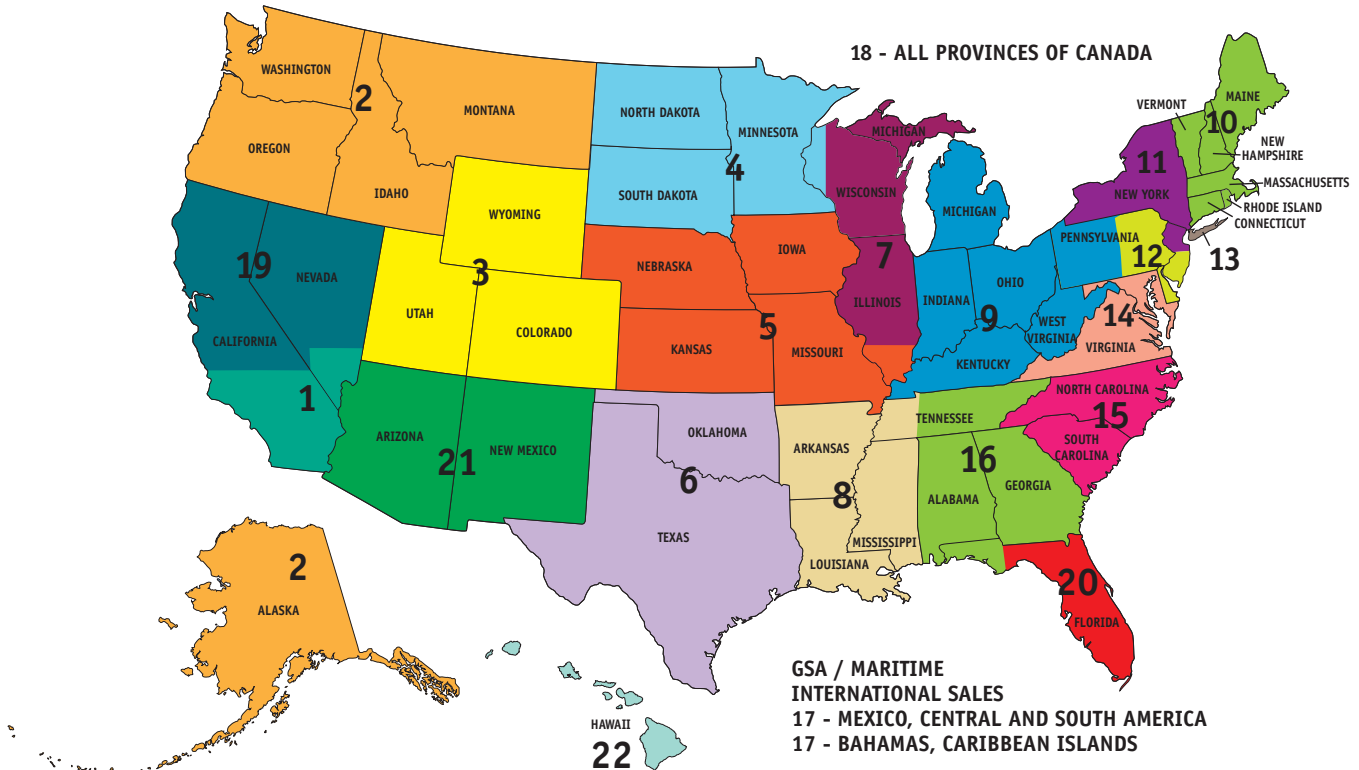 18 - ALL PROVINCES OF CANADA
WASHINGTON
2
MONTANA
OREGON
IDAHO
NORTH DAKOTA
MINNESOTA
4
SOUTH DAKOTA
MICHIGAN
WISCONSIN
MICHIGAN
VERMONT
MAINE
10
NEW
HAMPSHIRE
MASSACHUSETTS
RHODE ISLAND
CONNECTICUT
11
NEW YORK
PENNSYLVANIA
12
13
WYOMING
19
NEVADA
3
UTAH
COLORADO
CALIFORNIA
1
NEBRASKA
IOWA
5
KANSAS
MISSOURI
7
ILLINOIS
INDIANA
OHIO
9
WEST
VIRGINIA
KENTUCKY
14
VIRGINIA
NORTH CAROLINA
15
SOUTH
CAROLINA
TENNESSEE
16
ALABAMA
GEORGIA
ARIZONA
21
NEW MEXICO
OKLAHOMA
6
TEXAS
ARKANSAS
8
MISSISSIPPI
LOUISIANA
20
FLORIDA
2
ALASKA
HAWAII
22
GSA / MARITIME
INTERNATIONAL SALES
17 - MEXICO, CENTRAL AND SOUTH AMERICA
17 - BAHAMAS, CARIBBEAN ISLANDS